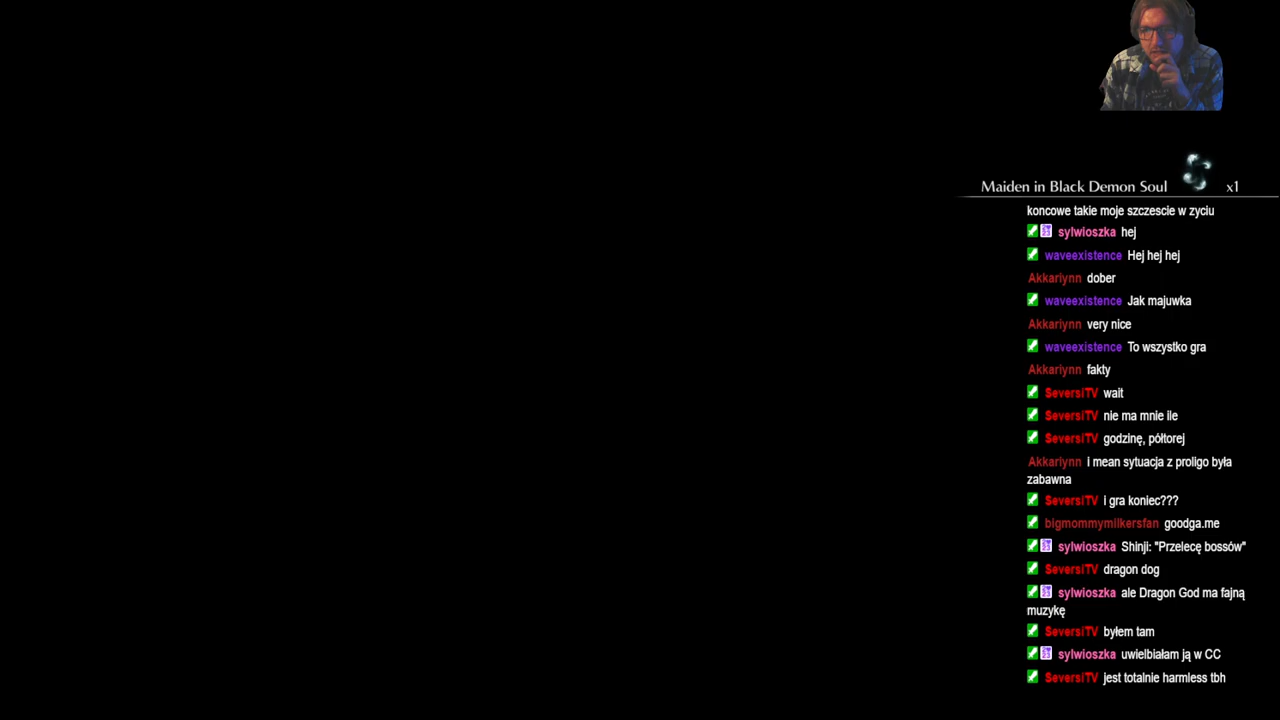 Maiden in Black Demon Soul x1
koncowe takie moje szczescie w zyciu
sylwioszka hej
waveexistence Hej hej hej
Akkariynn dober
waveexistence Jak majuwka
Akkariynn very nice
waveexistence To wszystko gra
Akkariynn fakty
SeversiTV wait
SeversiTV nie ma mnie ile
SeversiTV godzinę, półtorej
Akkariynn i mean sytuacja z proligo była
zabawna
SeversiTV i gra koniec???
bigmommymilkersfan goodga.me
sylwioszka Shinji: "Przelecę bossów"
SeversiTV dragon dog
sylwioszka ale Dragon God ma fajną
muzykę
SeversiTV byłem tam
sylwioszka uwielbiałam ją w CC
SeversiTV jest totalnie harmless tbh